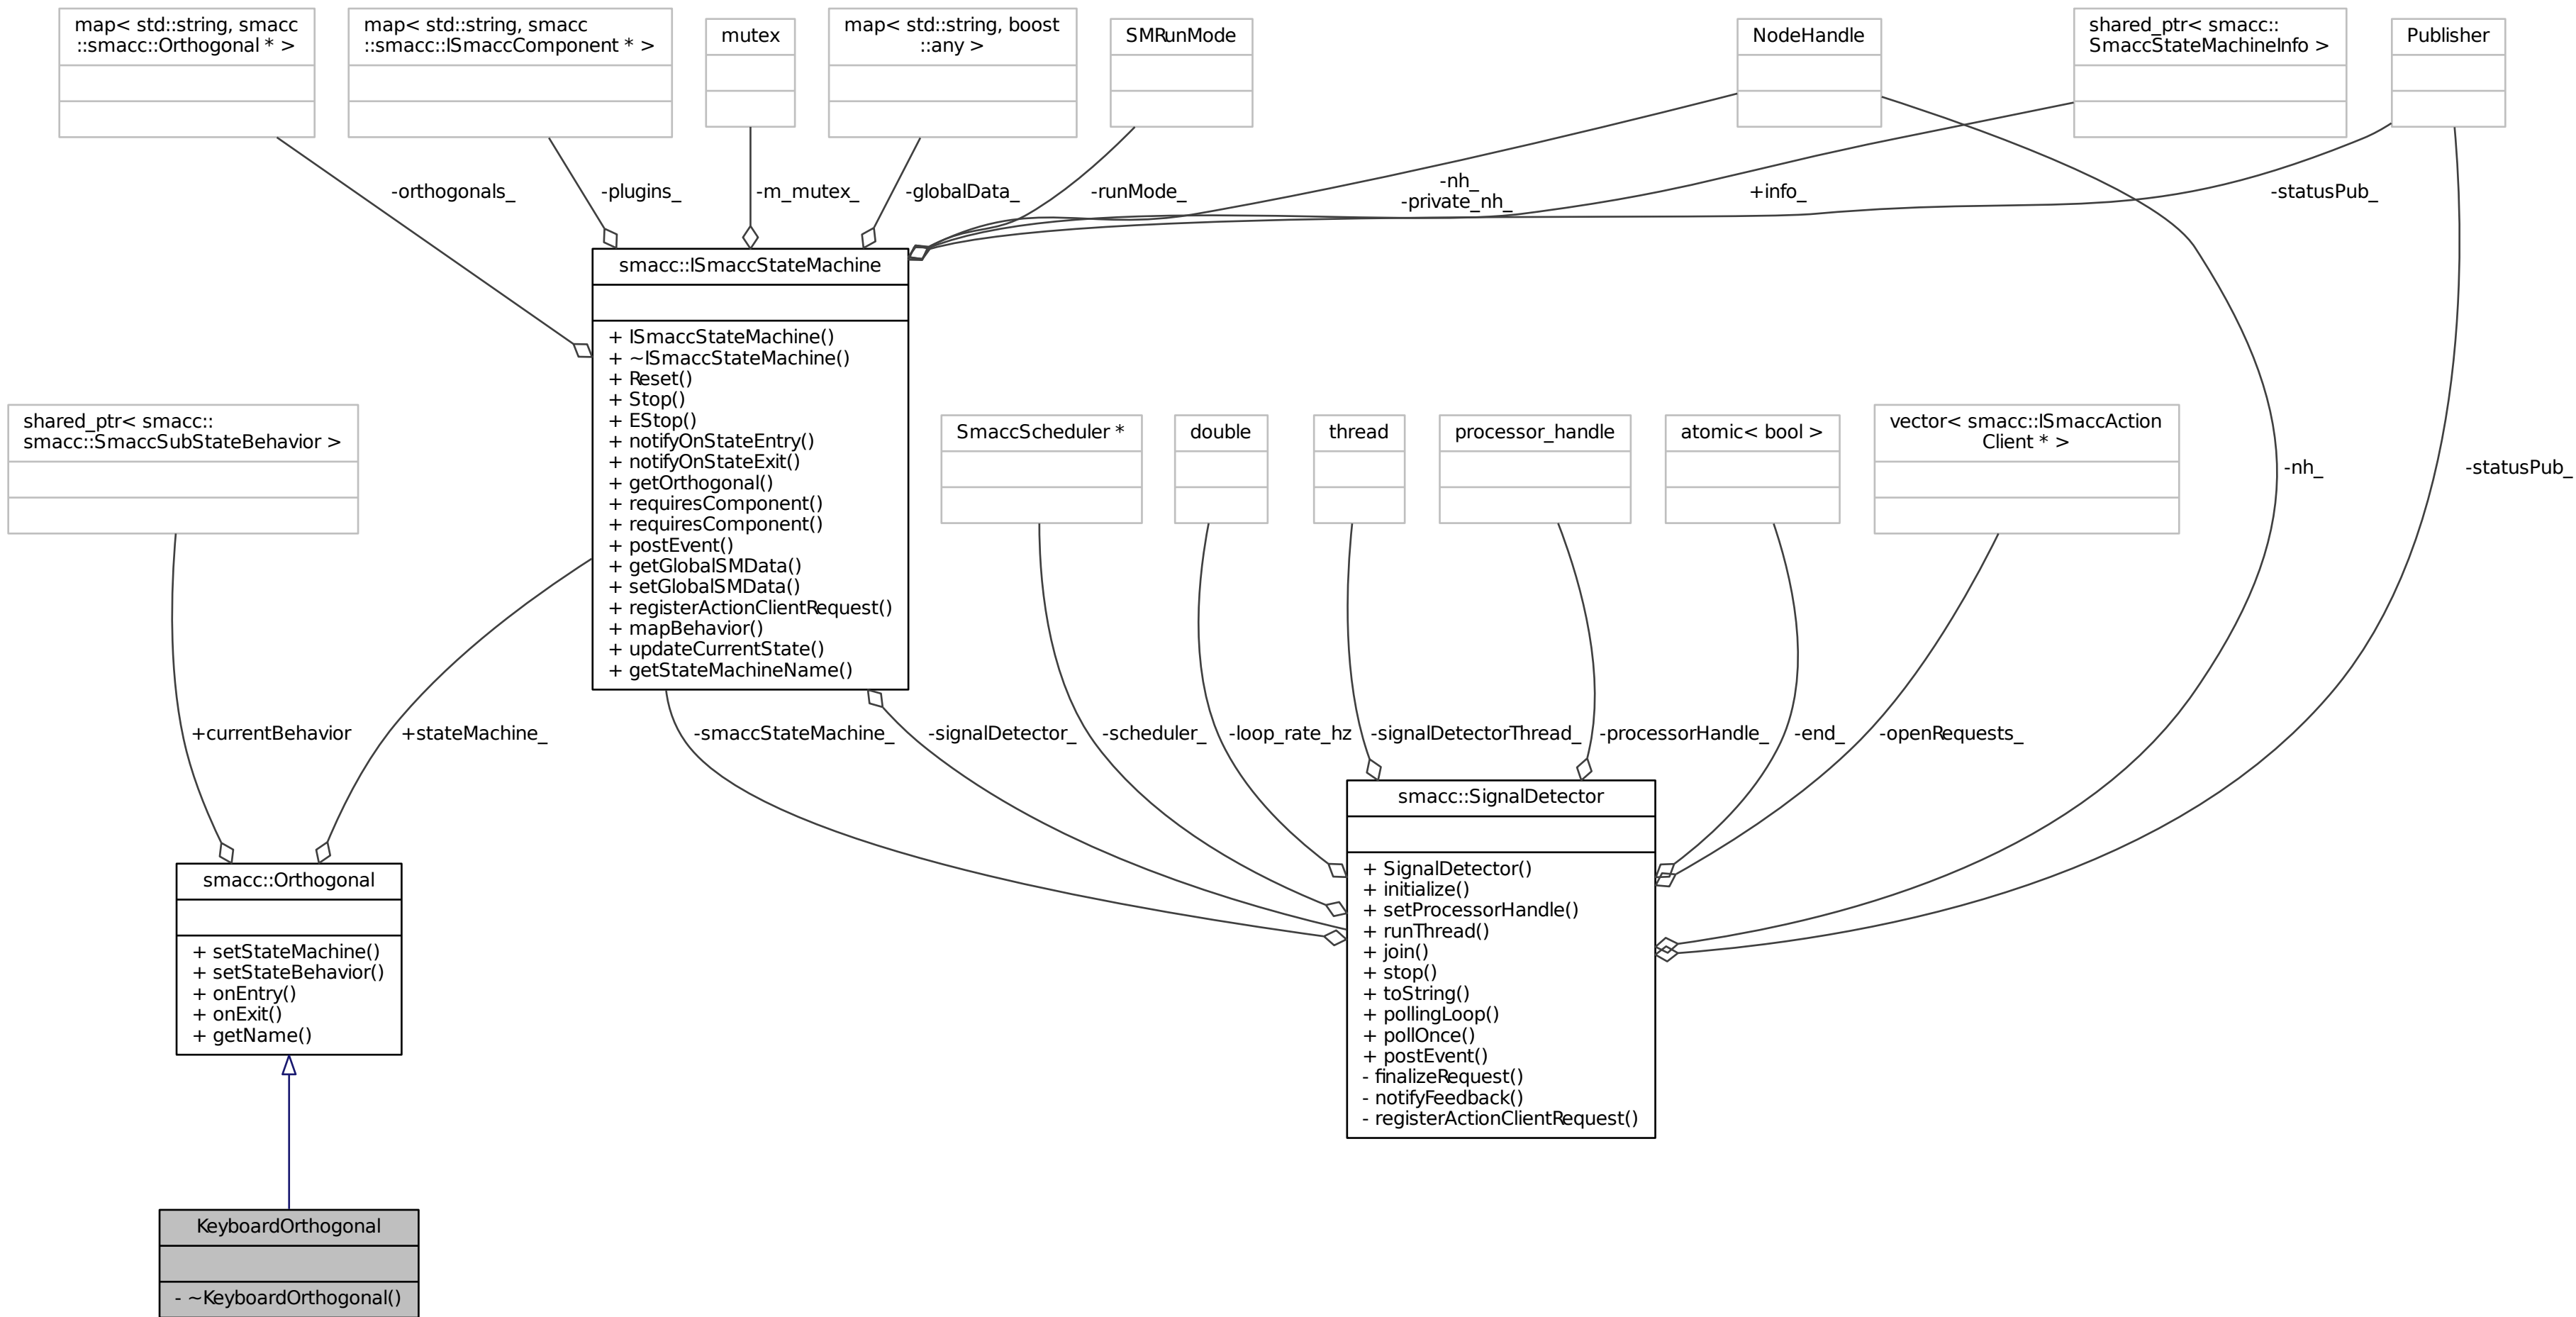 map< std::string, smacc
::smacc::Orthogonal * >
map< std::string, smacc
::smacc::ISmaccComponent * >
mutex
map< std::string, boost
::any >
SMRunMode
NodeHandle
shared_ptr< smacc::
SmaccStateMachineInfo >
Publisher
-orthogonals_
-plugins_
-m_mutex_
-globalData_
-runMode_
-nh_
-private_nh_
+info_
-statusPub_
smacc::ISmaccStateMachine
+ ISmaccStateMachine()
+ ~ISmaccStateMachine()
+ Reset()
+ Stop()
+ EStop()
+ notifyOnStateEntry()
+ notifyOnStateExit()
+ getOrthogonal()
+ requiresComponent()
+ requiresComponent()
+ postEvent()
+ getGlobalSMData()
+ setGlobalSMData()
+ registerActionClientRequest()
+ mapBehavior()
+ updateCurrentState()
+ getStateMachineName()
shared_ptr< smacc::
smacc::SmaccSubStateBehavior >
SmaccScheduler *
double
thread
processor_handle
atomic< bool >
vector< smacc::ISmaccAction
Client * >
-nh_
-statusPub_
+currentBehavior
+stateMachine_
-smaccStateMachine_
-signalDetector_
-scheduler_
-loop_rate_hz
-signalDetectorThread_
-processorHandle_
-end_
-openRequests_
smacc::SignalDetector
+ SignalDetector()
+ initialize()
+ setProcessorHandle()
+ runThread()
+ join()
+ stop()
+ toString()
+ pollingLoop()
+ pollOnce()
+ postEvent()
- finalizeRequest()
- notifyFeedback()
- registerActionClientRequest()
smacc::Orthogonal
+ setStateMachine()
+ setStateBehavior()
+ onEntry()
+ onExit()
+ getName()
KeyboardOrthogonal
- ~KeyboardOrthogonal()